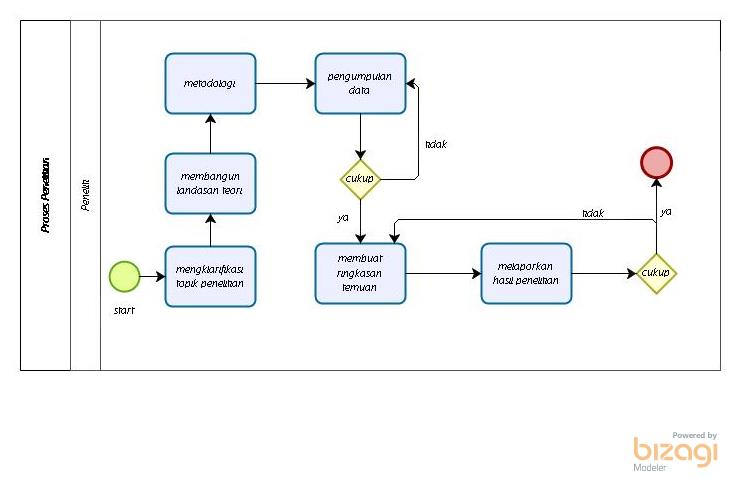 Proses Penelitian
Peneliti
metodologi
pengumpulan
data
tidak
membangun
landasan teori
cukup
ya
tidak
ya
mengklarifikasi
topik penelitian
membuat
ringkasan
temuan
melaporkan
hasil penelitian
cukup
start
Powered by
bizagi
Modeler